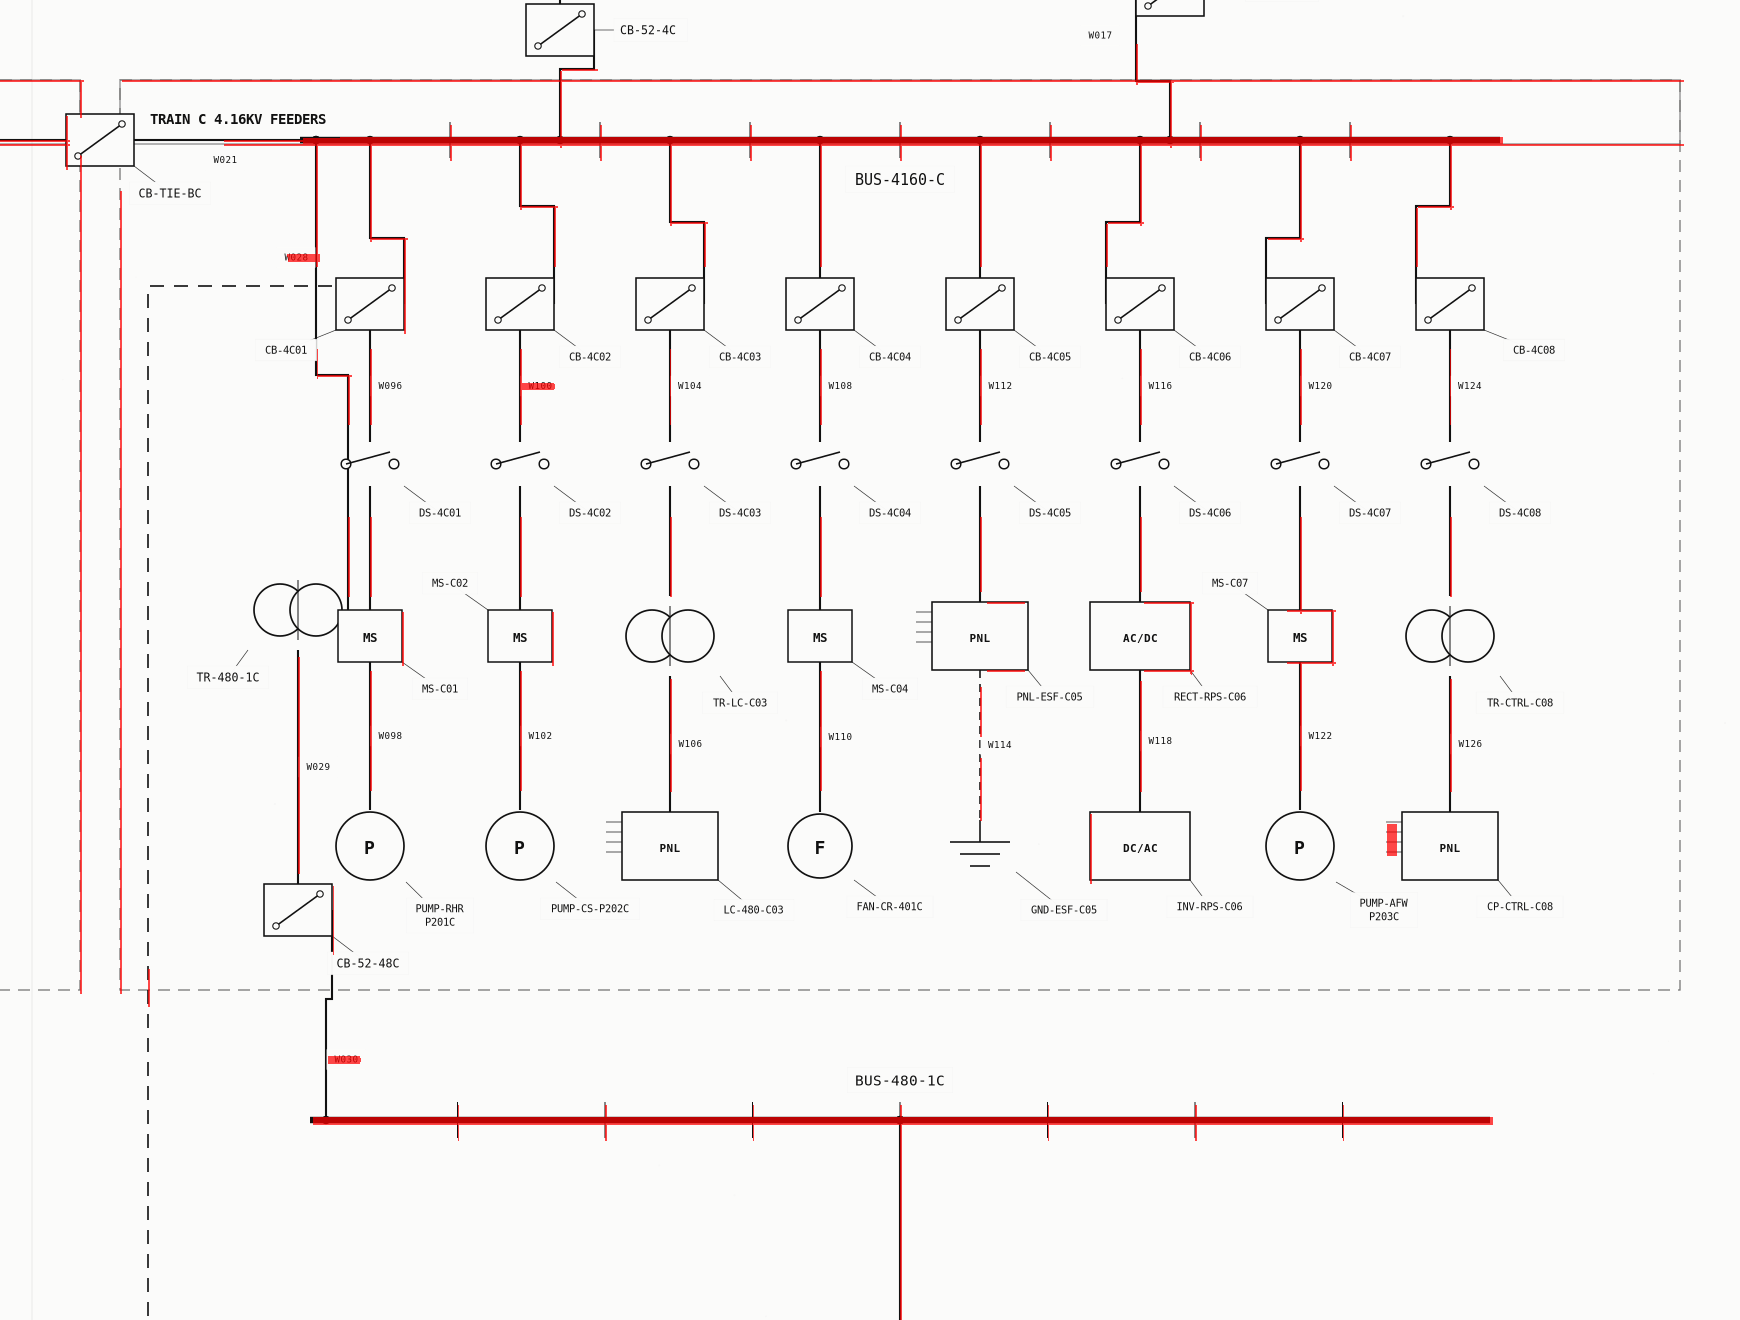 CB-52-4C
W017
TRAIN C 4.16KV FEEDERS
W021
CB-TIE-BC
BUS-4160-C
W028
CB-4C01
CB-4C02
CB-4C03
CB-4C04
CB-4C05
CB-4C06
CB-4C07
CB-4C08
W096
W100
W104
W108
W112
W116
W120
W124
DS-4C01
DS-4C02
DS-4C03
DS-4C04
DS-4C05
DS-4C06
DS-4C07
DS-4C08
MS-C02
MS-C07
MS
MS
MS
PNL
AC/DC
MS
TR-480-1C
MS-C01
TR-LC-C03
MS-C04
PNL-ESF-C05
RECT-RPS-C06
TR-CTRL-C08
W098
W102
W106
W110
W114
W118
W122
W126
W029
P
P
PNL
F
DC/AC
P
PNL
PUMP-RHR
P201C
PUMP-CS-P202C
LC-480-C03
FAN-CR-401C
GND-ESF-C05
INV-RPS-C06
PUMP-AFW
P203C
CP-CTRL-C08
CB-52-48C
W030
BUS-480-1C